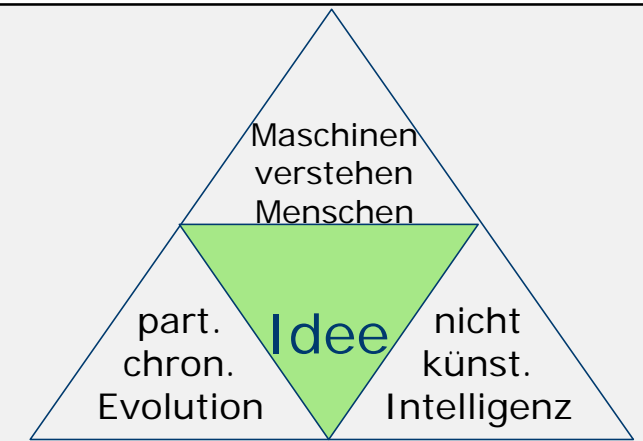 Maschinen
verstehen
Menschen
part.
chron.
Evolution
Idee
nicht
künst.
Intelligenz